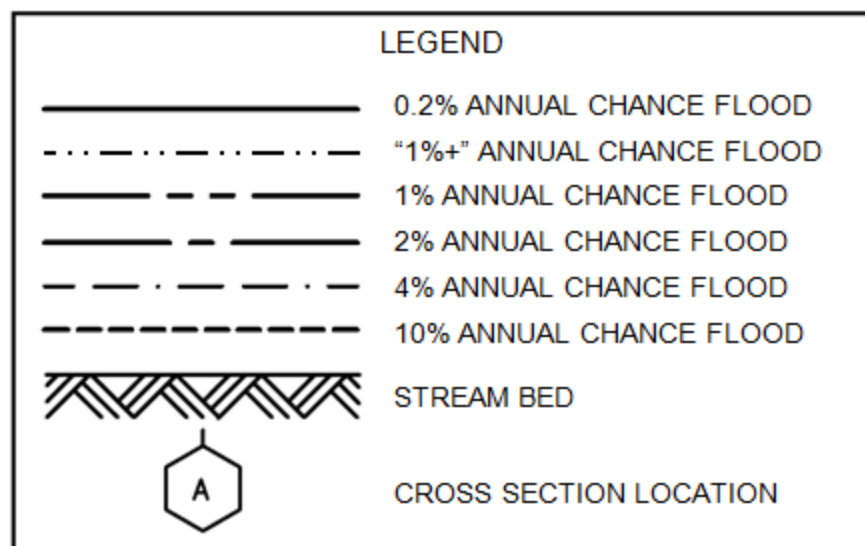 LEGEND
0.2% ANNUAL CHANCE FLOOD
“1%+” ANNUAL CHANCE FLOOD
1% ANNUAL CHANCE FLOOD
2% ANNUAL CHANCE FLOOD
4% ANNUAL CHANCE FLOOD
10% ANNUAL CHANCE FLOOD
STREAM BED
A
CROSS SECTION LOCATION